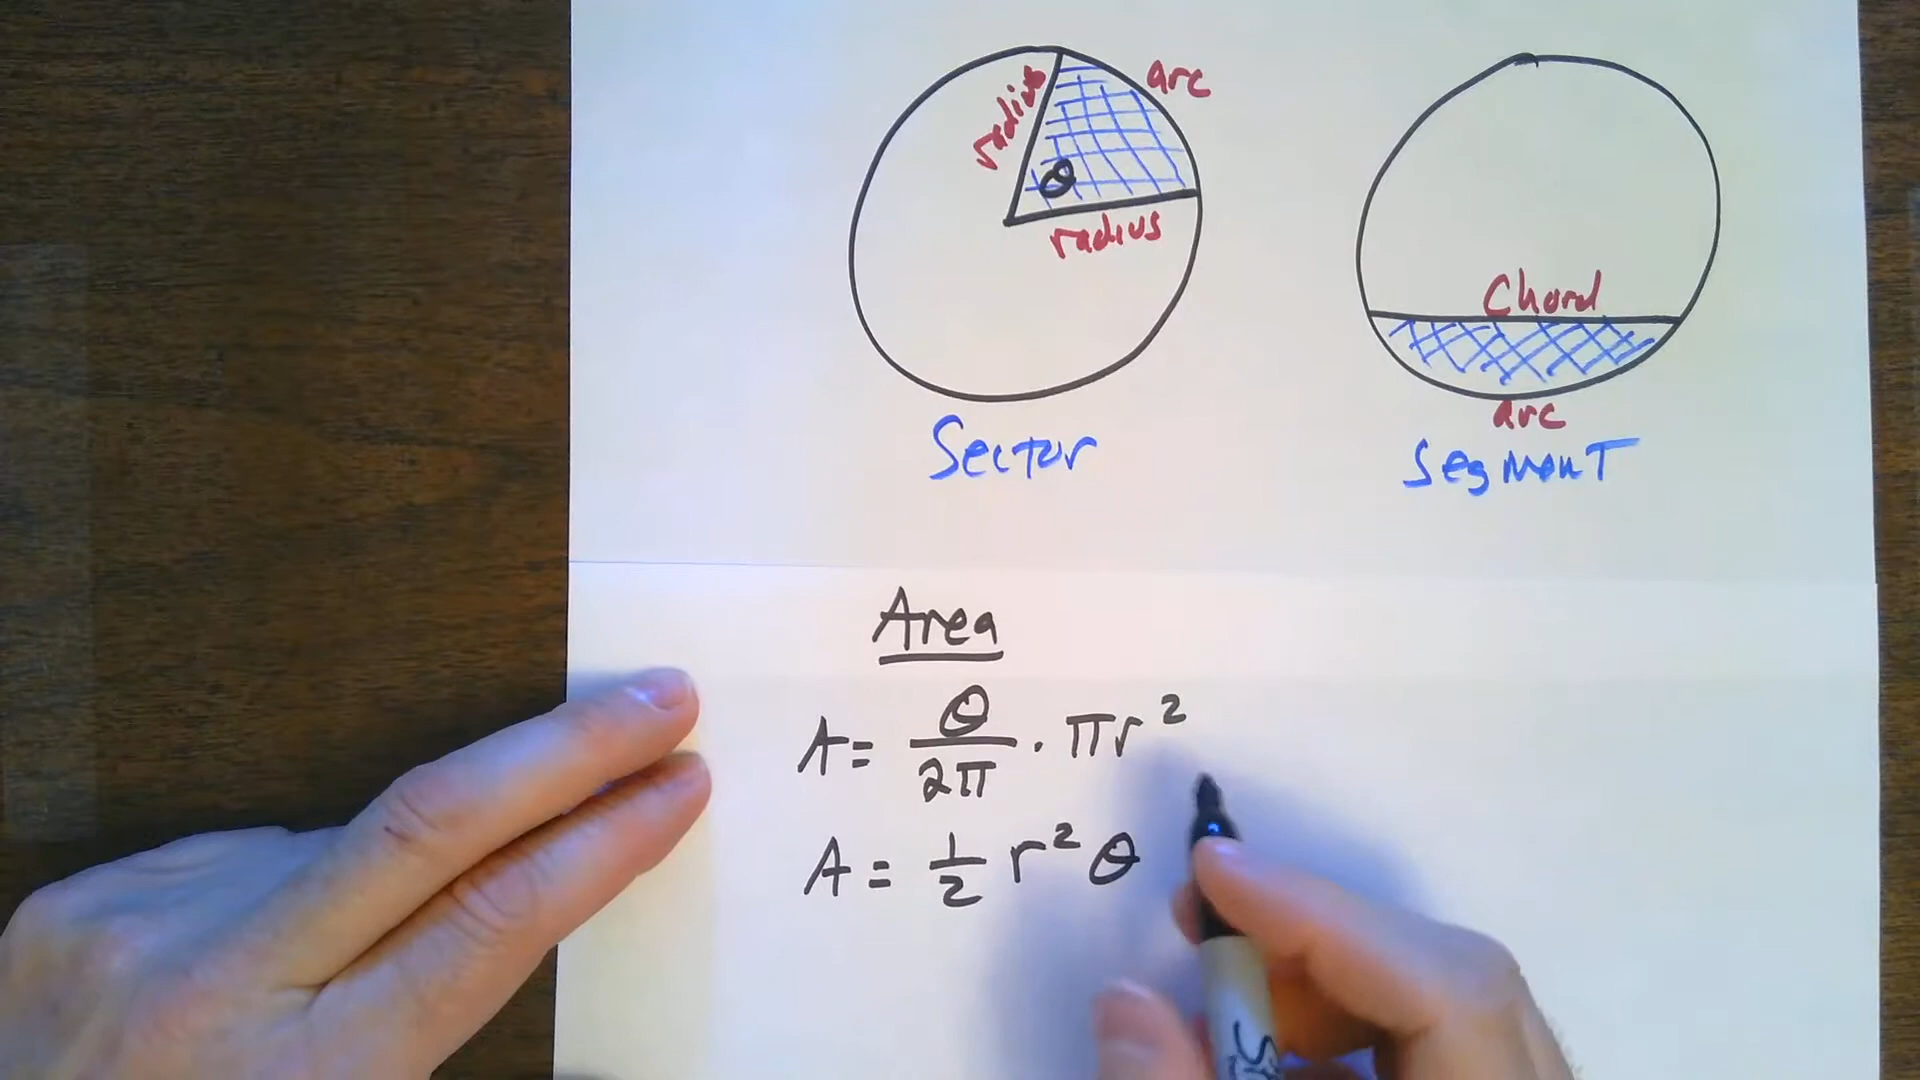 radius
arc
θ
radius
Sector
Chord
arc
Segment
Area
A = θ/2π · πr²
A = 1/2 r² θ